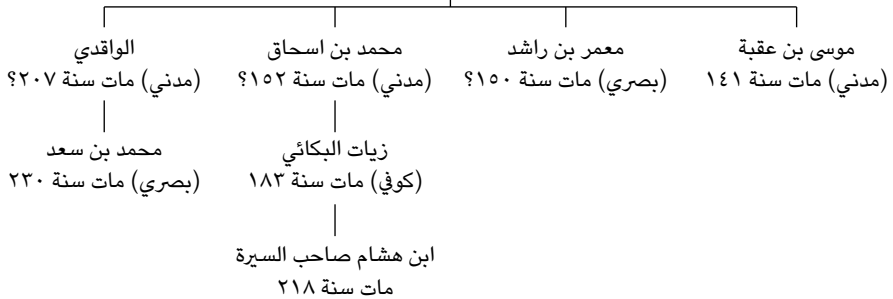 موسى بن عقبة
(مدني) مات سنة ١٤١
معمر بن راشد
(بصري) مات سنة ١٥٠؟
محمد بن اسحاق
(مدني) مات سنة ١٥٢؟
الواقدي
(مدني) مات سنة ٢٠٧؟
زيات البكائي
(كوفي) مات سنة ١٨٣
محمد بن سعد
(بصري) مات سنة ٢٣٠
ابن هشام صاحب السيرة
مات سنة ٢١٨